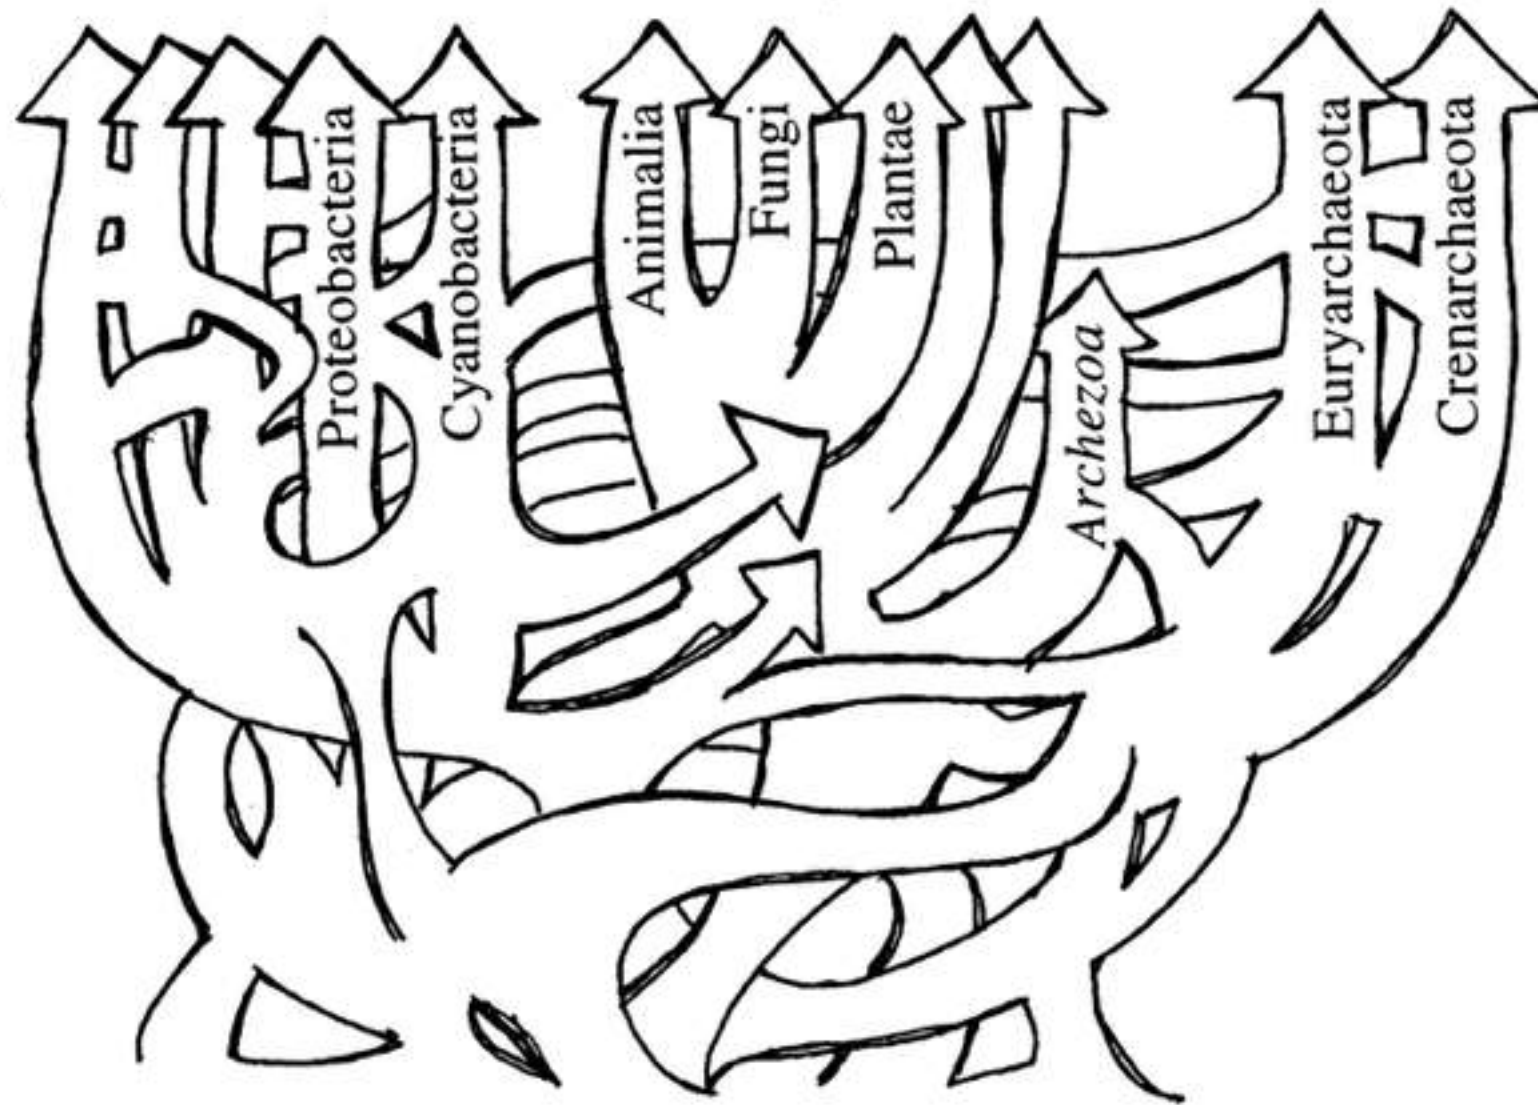 Proteobacteria
Cyanobacteria
Animalia
Fungi
Plantae
Archezoa
Euryarchaeota
Crenarchaeota